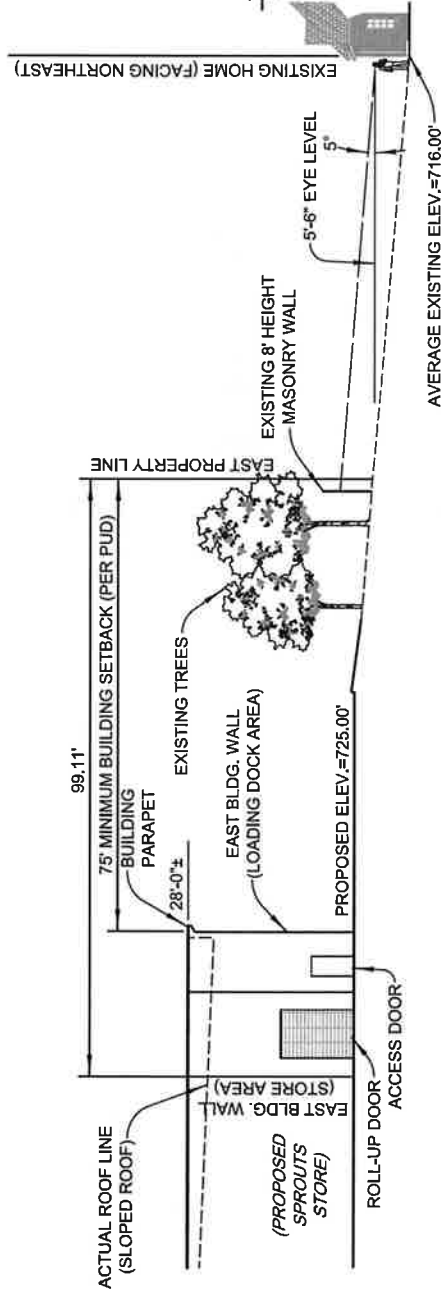 ACTUAL ROOF LINE
(SLOPED ROOF)
99.11'
75' MINIMUM BUILDING SETBACK (PER PUD)
BUILDING
PARAPET
28'-0"±
EXISTING TREES
EAST PROPERTY LINE
EXISTING 8' HEIGHT
MASONRY WALL
5'-6" EYE LEVEL
5°
EXISTING HOME (FACING NORTHEAST)
EAST BLDG. WALL
(STORE AREA)
(PROPOSED
SPROUTS
STORE)
EAST BLDG. WALL
(LOADING DOCK AREA)
PROPOSED ELEV.=725.00'
ROLL-UP DOOR
ACCESS DOOR
AVERAGE EXISTING ELEV.=716.00'